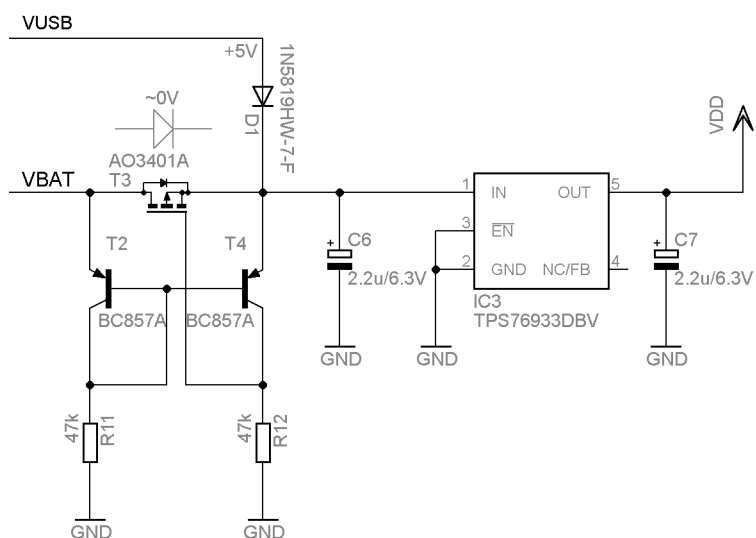 VUSB
+5V
1N5819HW-7-F
D1
~0V
AO3401A
T3
VBAT
VDD
1
IN
OUT
5
3
EN
2
GND
NC/FB
4
IC3
TPS76933DBV
T2
T4
BC857A
BC857A
+
C6
2.2u/6.3V
+
C7
2.2u/6.3V
GND
GND
GND
47k
R11
47k
R12
GND
GND